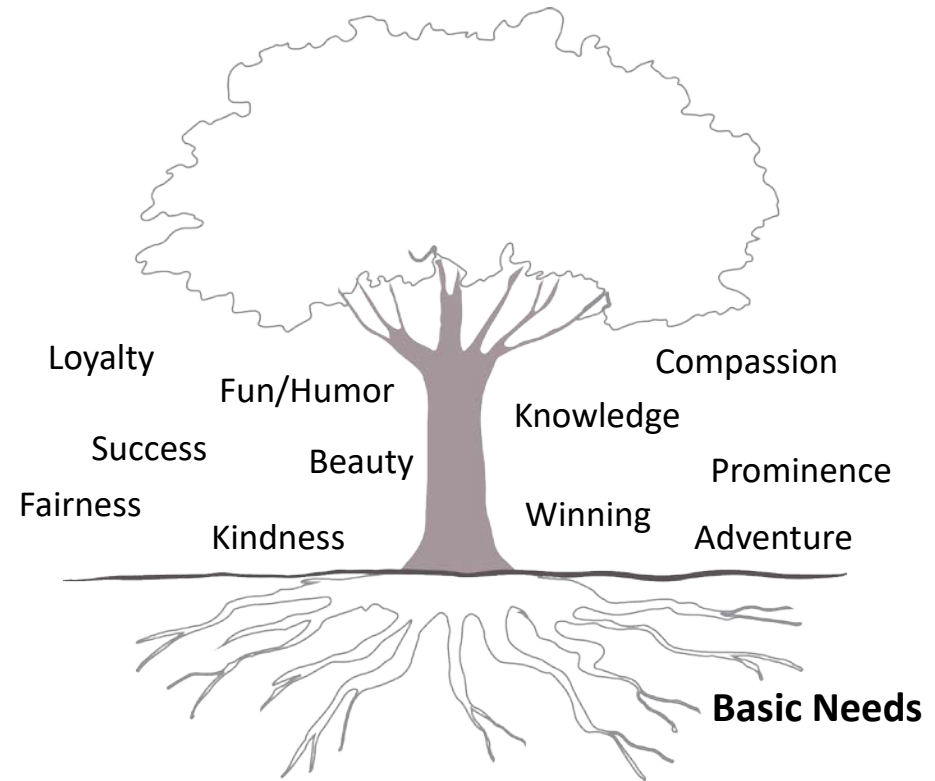 Loyalty
Compassion
Fun/Humor
Knowledge
Success
Beauty
Prominence
Fairness
Winning
Kindness
Adventure
Basic Needs